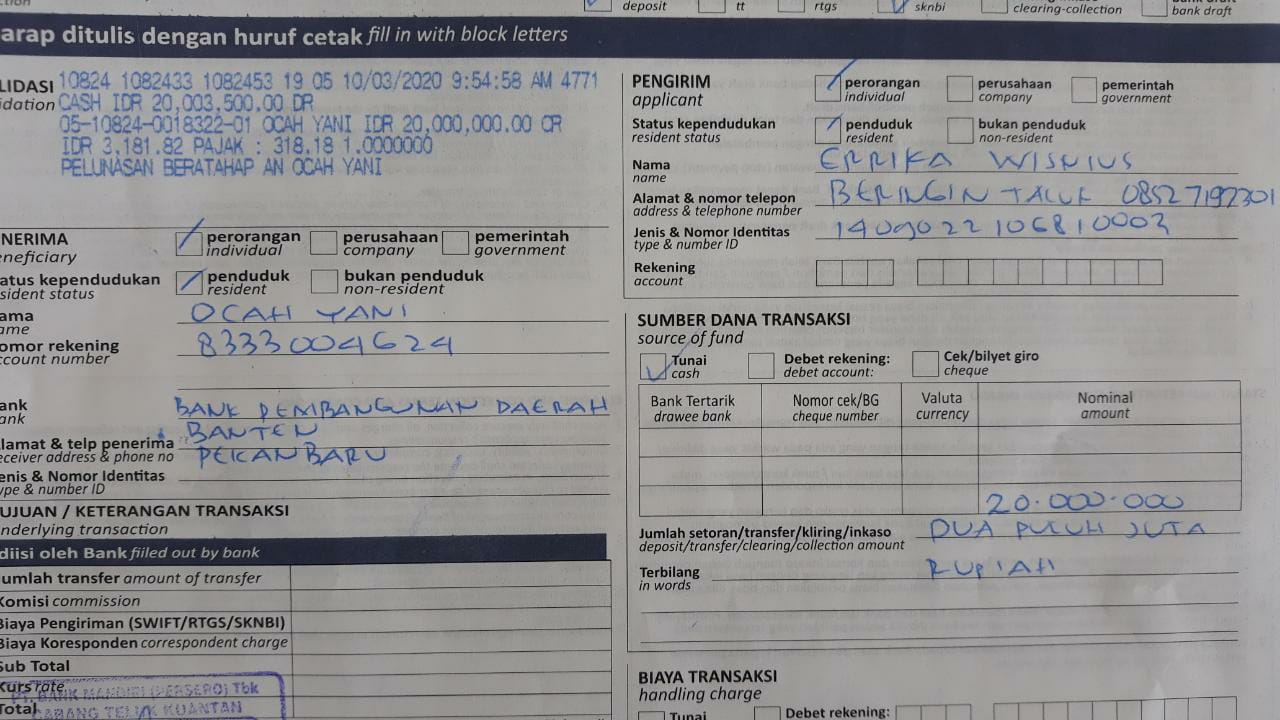 deposit tt rtgs sknbi clearing-collection bank draft
arap ditulis dengan huruf cetak fill in with block letters
LIDASI
idation
10824 1082433 1082453 19 05 10/03/2020 9:54:58 AM 4771
CASH IDR 20,003,500.00 DR
05-10824-0018322-01 OCAH YANI IDR 20,000,000.00 CR
IDR 3,181.82 PAJAK : 318.18 1.0000000
PELUNASAN BERATAHAP AN OCAH YANI
NERIMA
eneficiary
perorangan individual
perusahaan company
pemerintah government
tatus kependudukan
sident status
penduduk resident
bukan penduduk non-resident
ama
ame
OCAH YANI
omor rekening
ccount number
8333004624
ank
ank
BANK PEMBANGUNAN DAERAH
BANTEN
lamat & telp penerima
eceiver address & phone no
PEKANBARU
enis & Nomor Identitas
ype & number ID
UJUAN / KETERANGAN TRANSAKSI
nderlying transaction
diisi oleh Bank fiiled out by bank
umlah transfer amount of transfer
Komisi commission
Biaya Pengiriman (SWIFT/RTGS/SKNBI)
Biaya Koresponden correspondent charge
Sub Total
Kurs rate
Total
PT. BANK MANDIRI (PERSERO) Tbk
CABANG TELUK KUANTAN
PENGIRIM
applicant
perorangan individual
perusahaan company
pemerintah government
Status kependudukan
resident status
penduduk resident
bukan penduduk non-resident
Nama
name
ERRIKA WISNIUS
Alamat & nomor telepon
address & telephone number
BERINGIN TALUK 08527197301
Jenis & Nomor Identitas
type & number ID
1409022106810003
Rekening
account
SUMBER DANA TRANSAKSI
source of fund
Tunai cash
Debet rekening: debet account:
Cek/bilyet giro cheque
Bank Tertarik drawee bank
Nomor cek/BG cheque number
Valuta currency
Nominal amount
20.000.000
Jumlah setoran/transfer/kliring/inkaso
deposit/transfer/clearing/collection amount
DUA PULUH JUTA
Terbilang
in words
RUPIAH
BIAYA TRANSAKSI
handling charge
Tunai
Debet rekening: